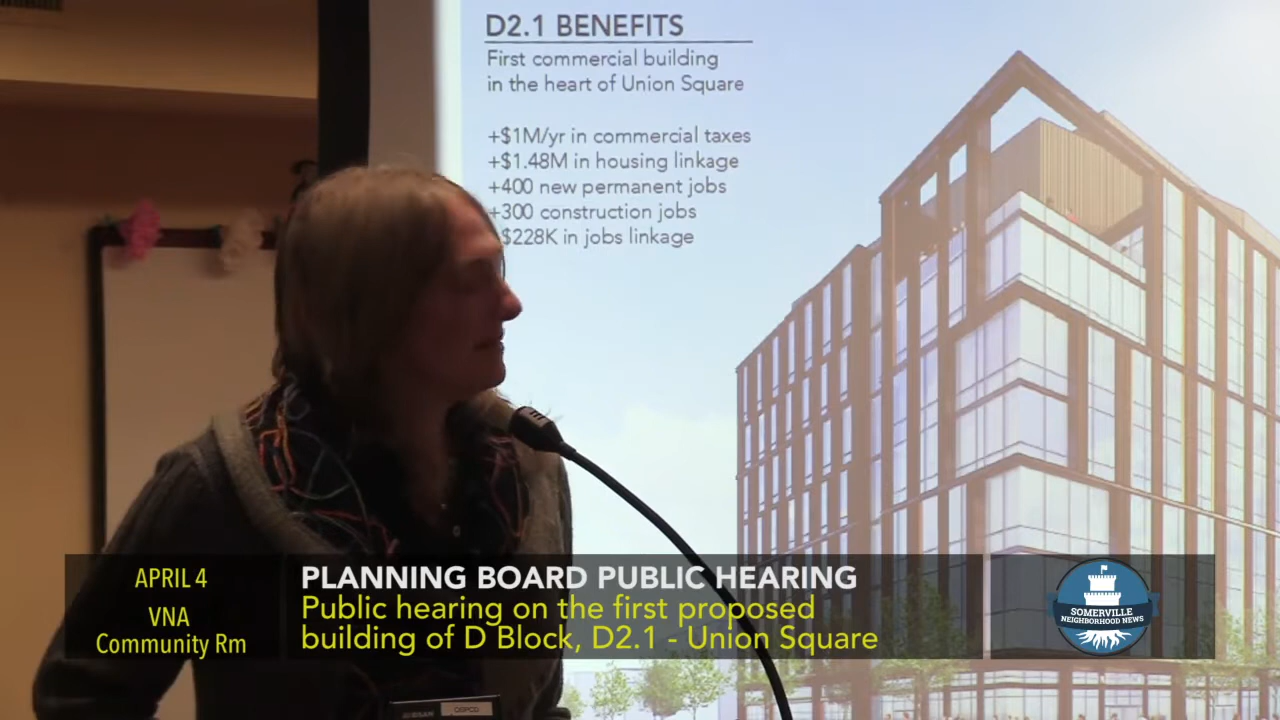 D2.1 BENEFITS
First commercial building
in the heart of Union Square
+$1M/yr in commercial taxes
+$1.48M in housing linkage
+400 new permanent jobs
+300 construction jobs
$228K in jobs linkage
APRIL 4
VNA
Community Rm
PLANNING BOARD PUBLIC HEARING
Public hearing on the first proposed
building of D Block, D2.1 - Union Square
SOMERVILLE
NEIGHBORHOOD NEWS
OSPCD